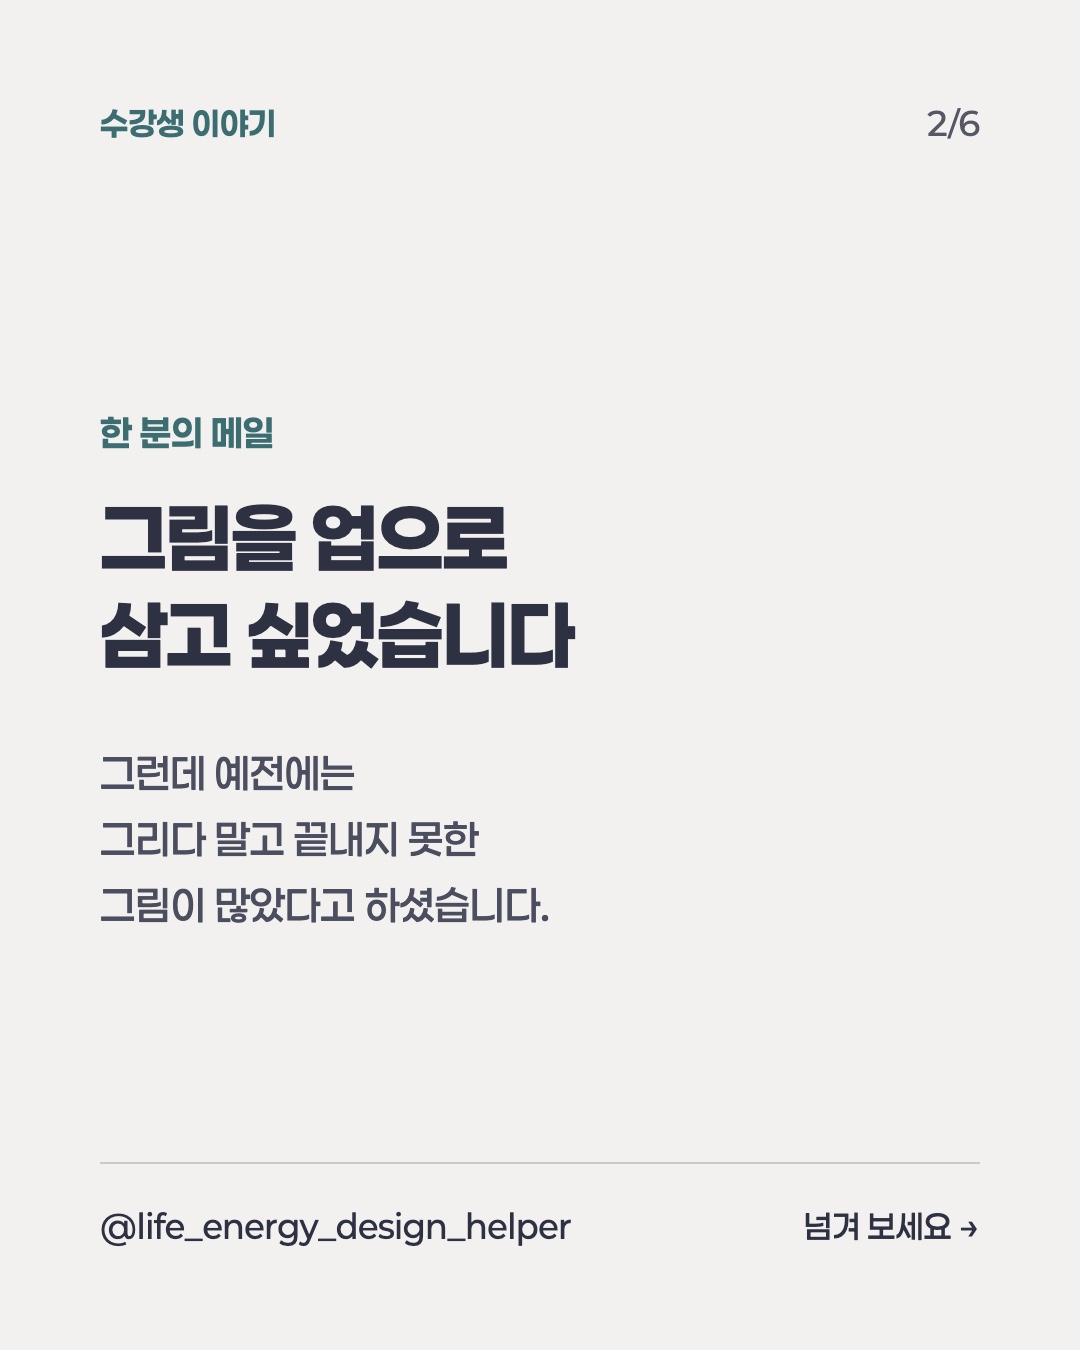 수강생 이야기
2/6
한 분의 메일
그림을 업으로
삼고 싶었습니다
그런데 예전에는
그리다 말고 끝내지 못한
그림이 많았다고 하셨습니다.
@life_energy_design_helper
넘겨 보세요 →